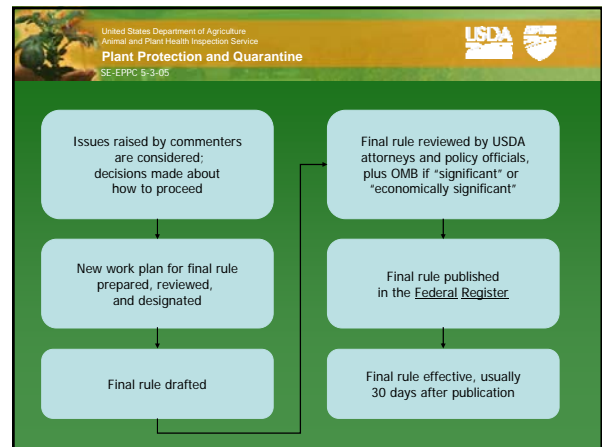 United States Department of Agriculture
Animal and Plant Health Inspection Service
Plant Protection and Quarantine
SE-EPPC 5-3-05
USDA
Issues raised by commenters
are considered;
decisions made about
how to proceed
New work plan for final rule
prepared, reviewed,
and designated
Final rule drafted
Final rule reviewed by USDA
attorneys and policy officials,
plus OMB if “significant” or
“economically significant”
Final rule published
in the Federal Register
Final rule effective, usually
30 days after publication